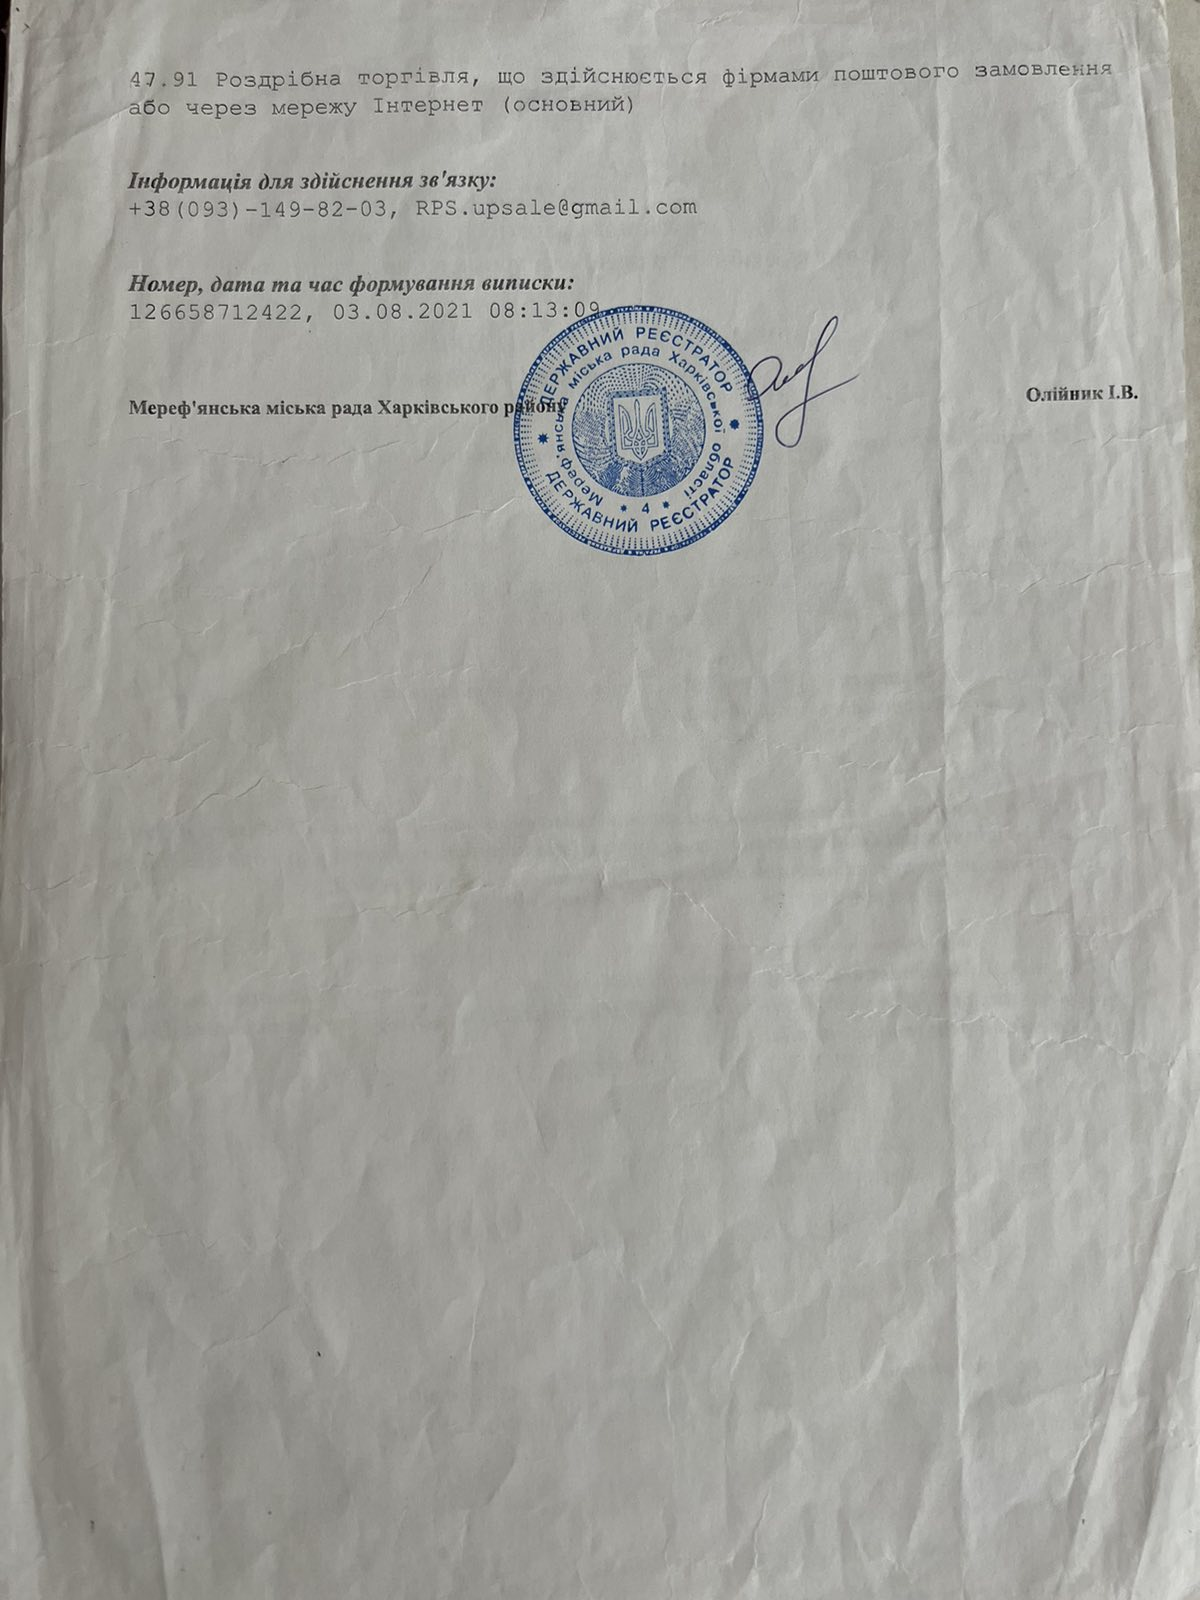 47.91 Роздрібна торгівля, що здійснюється фірмами поштового замовлення
або через мережу Інтернет (основний)
Інформація для здійснення зв'язку:
+38(093)-149-82-03, RPS.upsale@gmail.com
Номер, дата та час формування виписки:
126658712422, 03.08.2021 08:13:09
Мереф'янська міська рада Харківського району
Олійник І.В.
ДЕРЖАВНИЙ РЕЄСТРАТОР
Мереф'янська міська рада Харківської області
* 4 *
ДЕРЖАВНИЙ РЕЄСТРАТОР